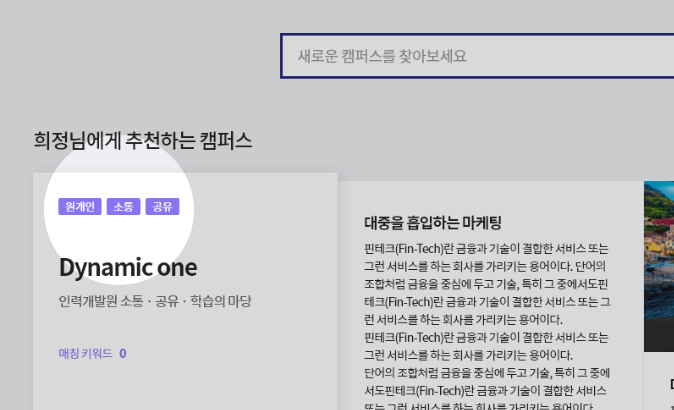 새로운 캠퍼스를 찾아보세요
희정님에게 추천하는 캠퍼스
원개인 소통 공유
Dynamic one
인력개발원 소통 · 공유 · 학습의 마당
매칭 키워드 0
대중을 흡입하는 마케팅
핀테크(Fin-Tech)란 금융과 기술이 결합한 서비스 또는
그런 서비스를 하는 회사를 가리키는 용어이다. 단어의
조합처럼 금융을 중심에 두고 기술, 특히 그 중에서도핀
테크(Fin-Tech)란 금융과 기술이 결합한 서비스 또는 그
런 서비스를 하는 회사를 가리키는 용어이다.
핀테크(Fin-Tech)란 금융과 기술이 결합한 서비스 또는
그런 서비스를 하는 회사를 가리키는 용어이다.
단어의 조합처럼 금융을 중심에 두고 기술, 특히 그 중에
서도핀테크(Fin-Tech)란 금융과 기술이 결합한 서비스
또는 그런 서비스를 하는 회사를 가리키는 용어이다